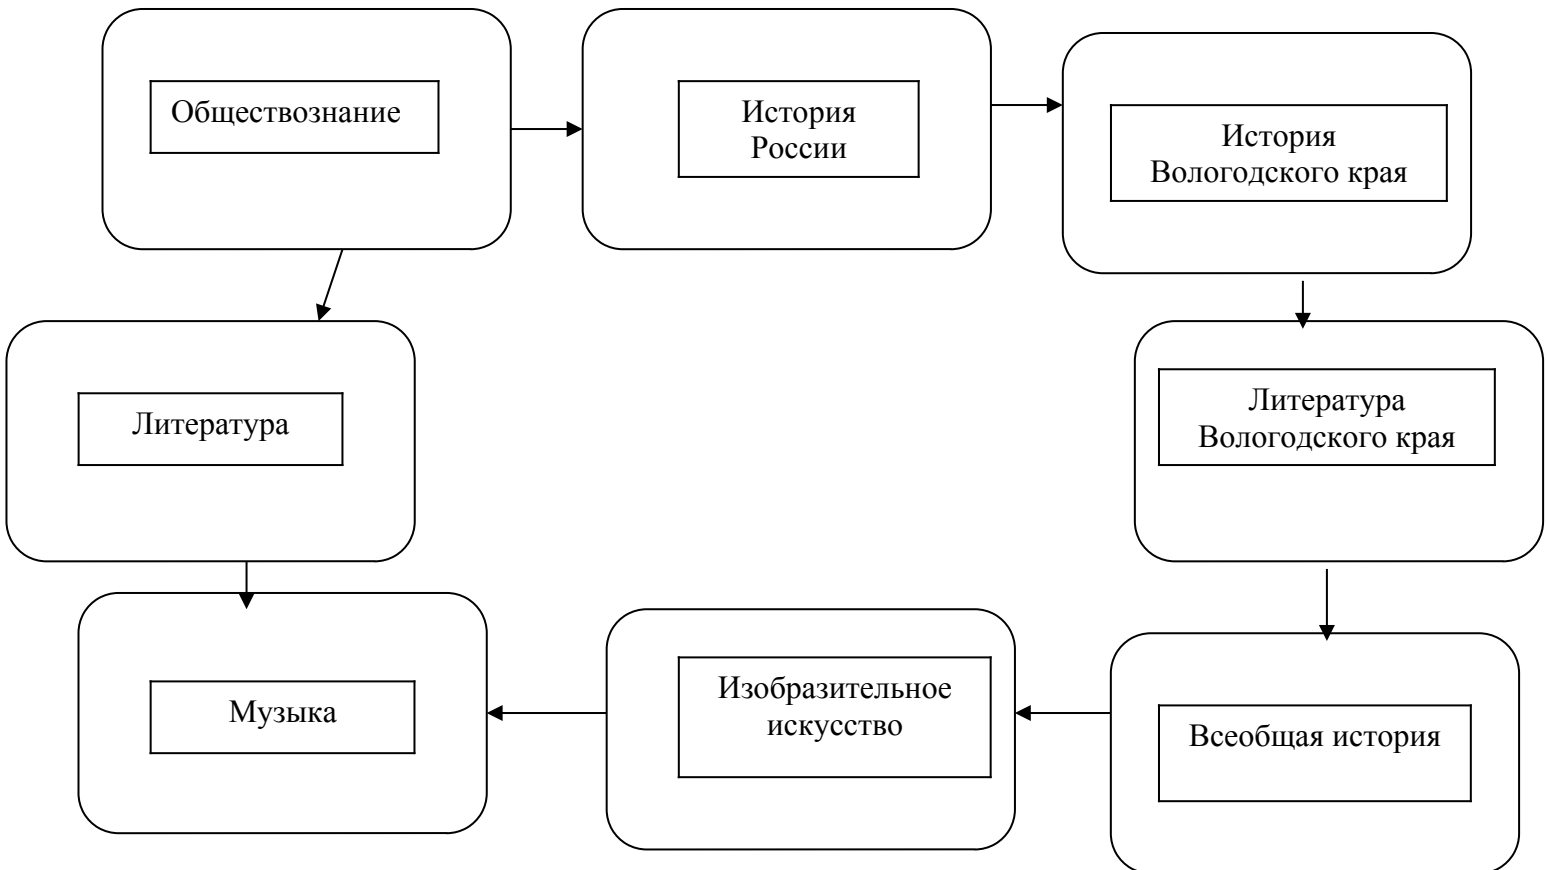 Обществознание
История
России
История
Вологодского края
Литература
Литература
Вологодского края
Музыка
Изобразительное
искусство
Всеобщая история